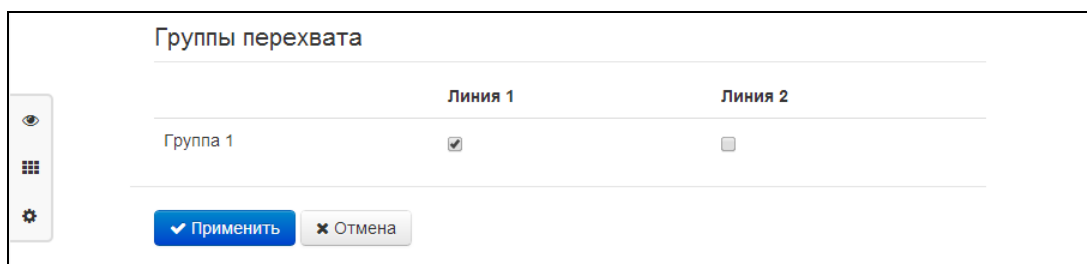 Группы перехвата
Линия 1 Линия 2
Группа 1
Применить Отмена